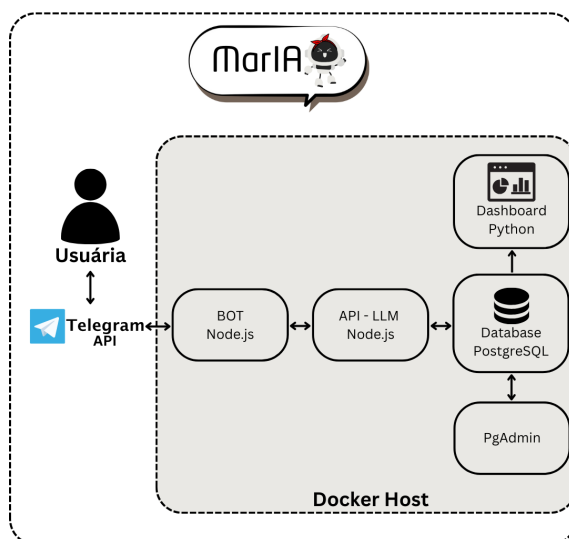 MarIA
Usuária
Telegram
API
BOT
Node.js
API - LLM
Node.js
Dashboard
Python
Database
PostgreSQL
PgAdmin
Docker Host